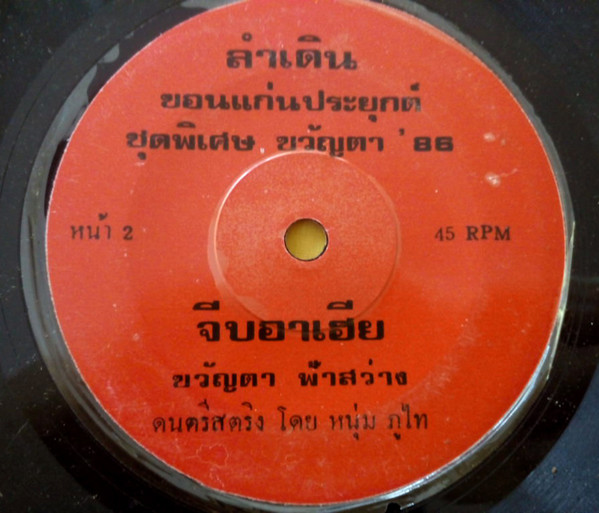 ลำเดิน
ขอนแก่นประยุกต์
ชุดพิเศษ ขวัญตา '86
หน้า 2
45 RPM
จีบอาเฮีย
ขวัญตา ฟ้าสว่าง
ดนตรีสตริง โดย หนุ่ม ภูไท